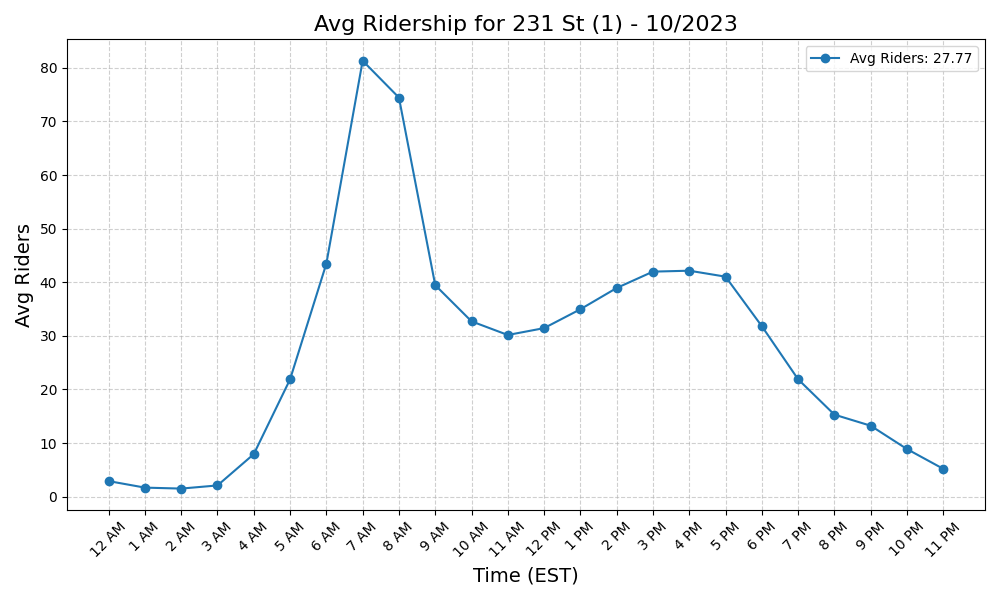 Avg Ridership for 231 St (1) - 10/2023
Avg Riders: 27.77
Avg Riders
80
70
60
50
40
30
20
10
0
12 AM
1 AM
2 AM
3 AM
4 AM
5 AM
6 AM
7 AM
8 AM
9 AM
10 AM
11 AM
12 PM
1 PM
2 PM
3 PM
4 PM
5 PM
6 PM
7 PM
8 PM
9 PM
10 PM
11 PM
Time (EST)